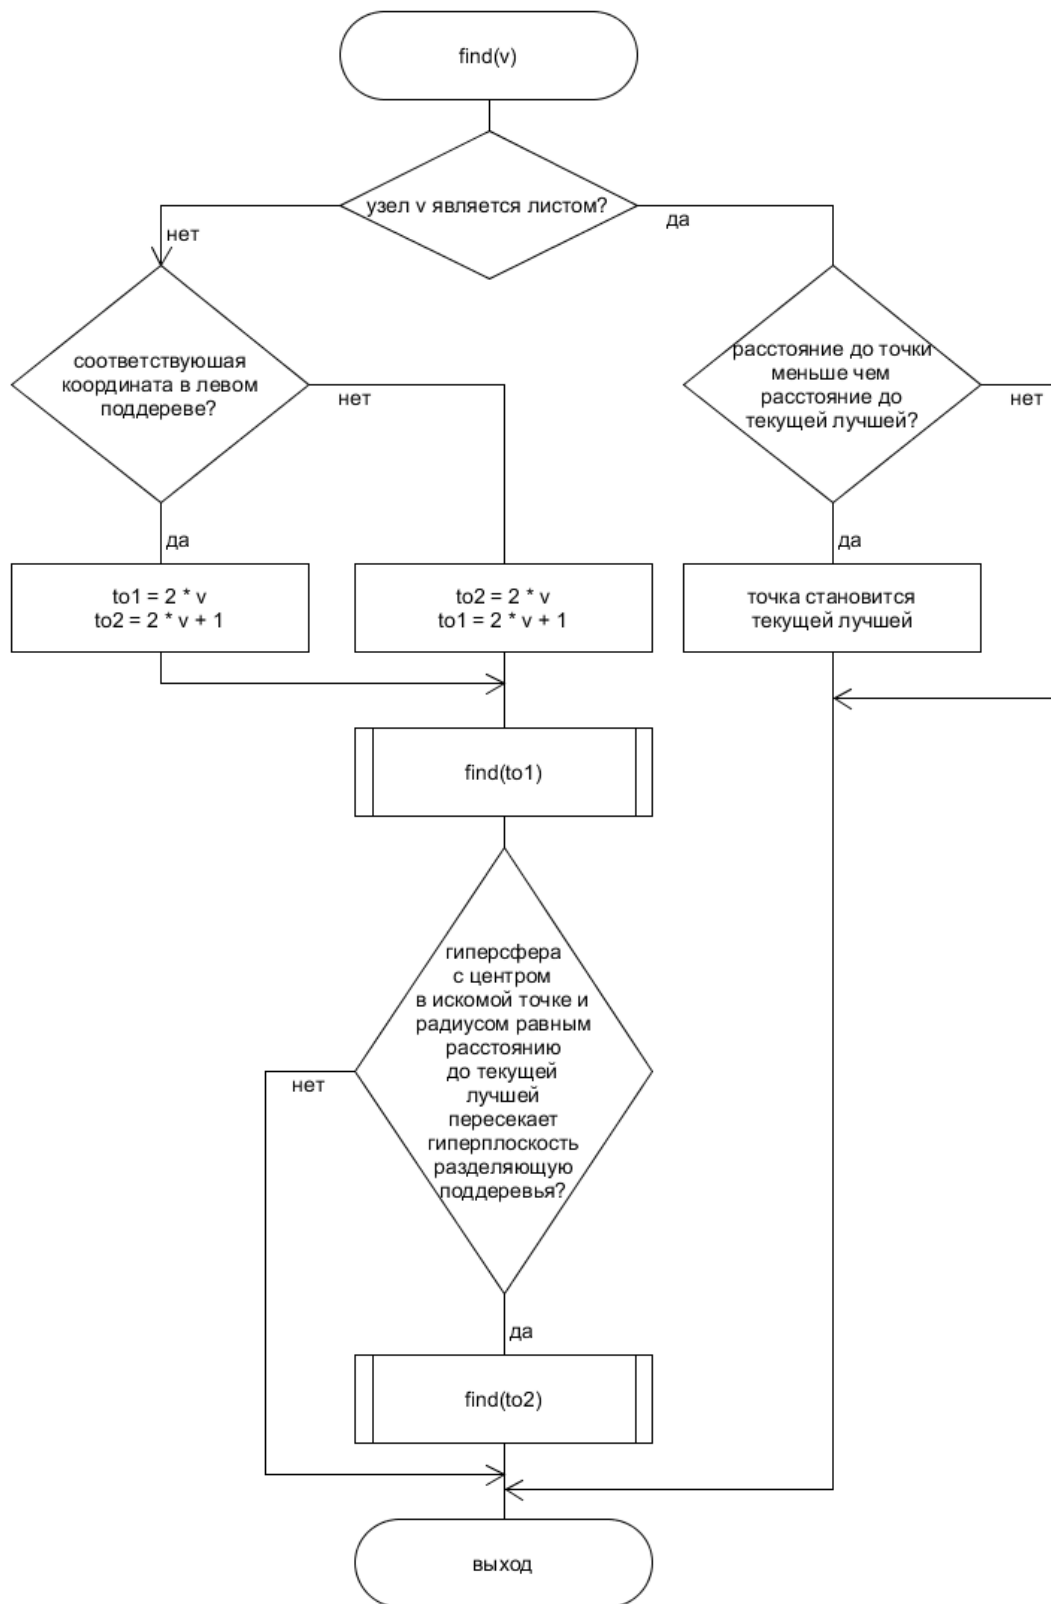 find(v)
узел v является листом?
нет
да
соответствуюшая
координата в левом
поддереве?
нет
расстояние до точки
меньше чем
расстояние до
текущей лучшей?
нет
да
да
to1 = 2 * v
to2 = 2 * v + 1
to2 = 2 * v
to1 = 2 * v + 1
точка становится
текущей лучшей
find(to1)
гиперсфера
с центром
в искомой точке и
радиусом равным
расстоянию
до текущей
лучшей
пересекает
гиперплоскость
разделяющую
поддеревья?
нет
да
find(to2)
выход